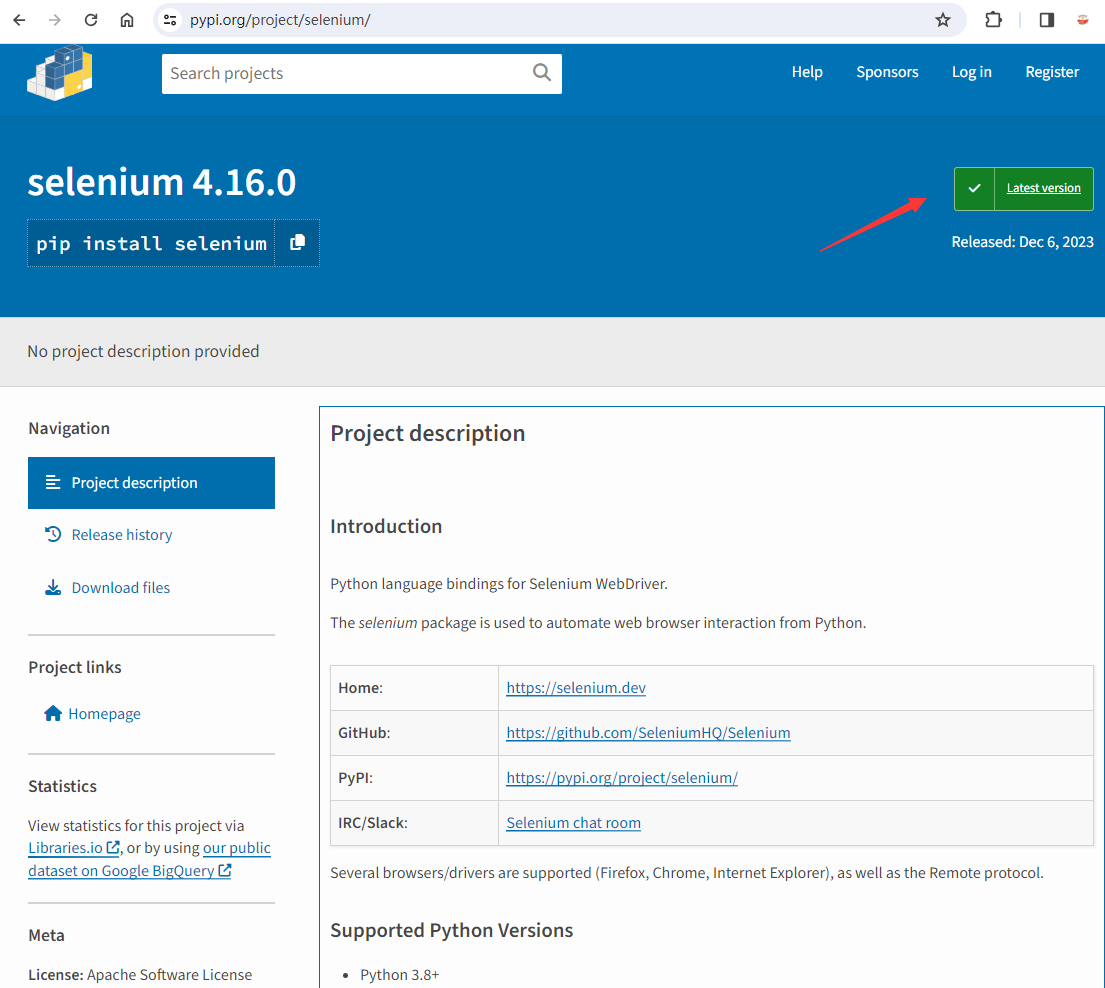 pypi.org/project/selenium/
Search projects
Help Sponsors Log in Register
selenium 4.16.0
pip install selenium
Latest version
Released: Dec 6, 2023
No project description provided
Navigation
Project description
Release history
Download files
Project links
Homepage
Statistics
View statistics for this project via
Libraries.io, or by using our public
dataset on Google BigQuery
Meta
License: Apache Software License
Project description
Introduction
Python language bindings for Selenium WebDriver.
The selenium package is used to automate web browser interaction from Python.
Home: https://selenium.dev
GitHub: https://github.com/SeleniumHQ/Selenium
PyPI: https://pypi.org/project/selenium/
IRC/Slack: Selenium chat room
Several browsers/drivers are supported (Firefox, Chrome, Internet Explorer), as well as the Remote protocol.
Supported Python Versions
• Python 3.8+